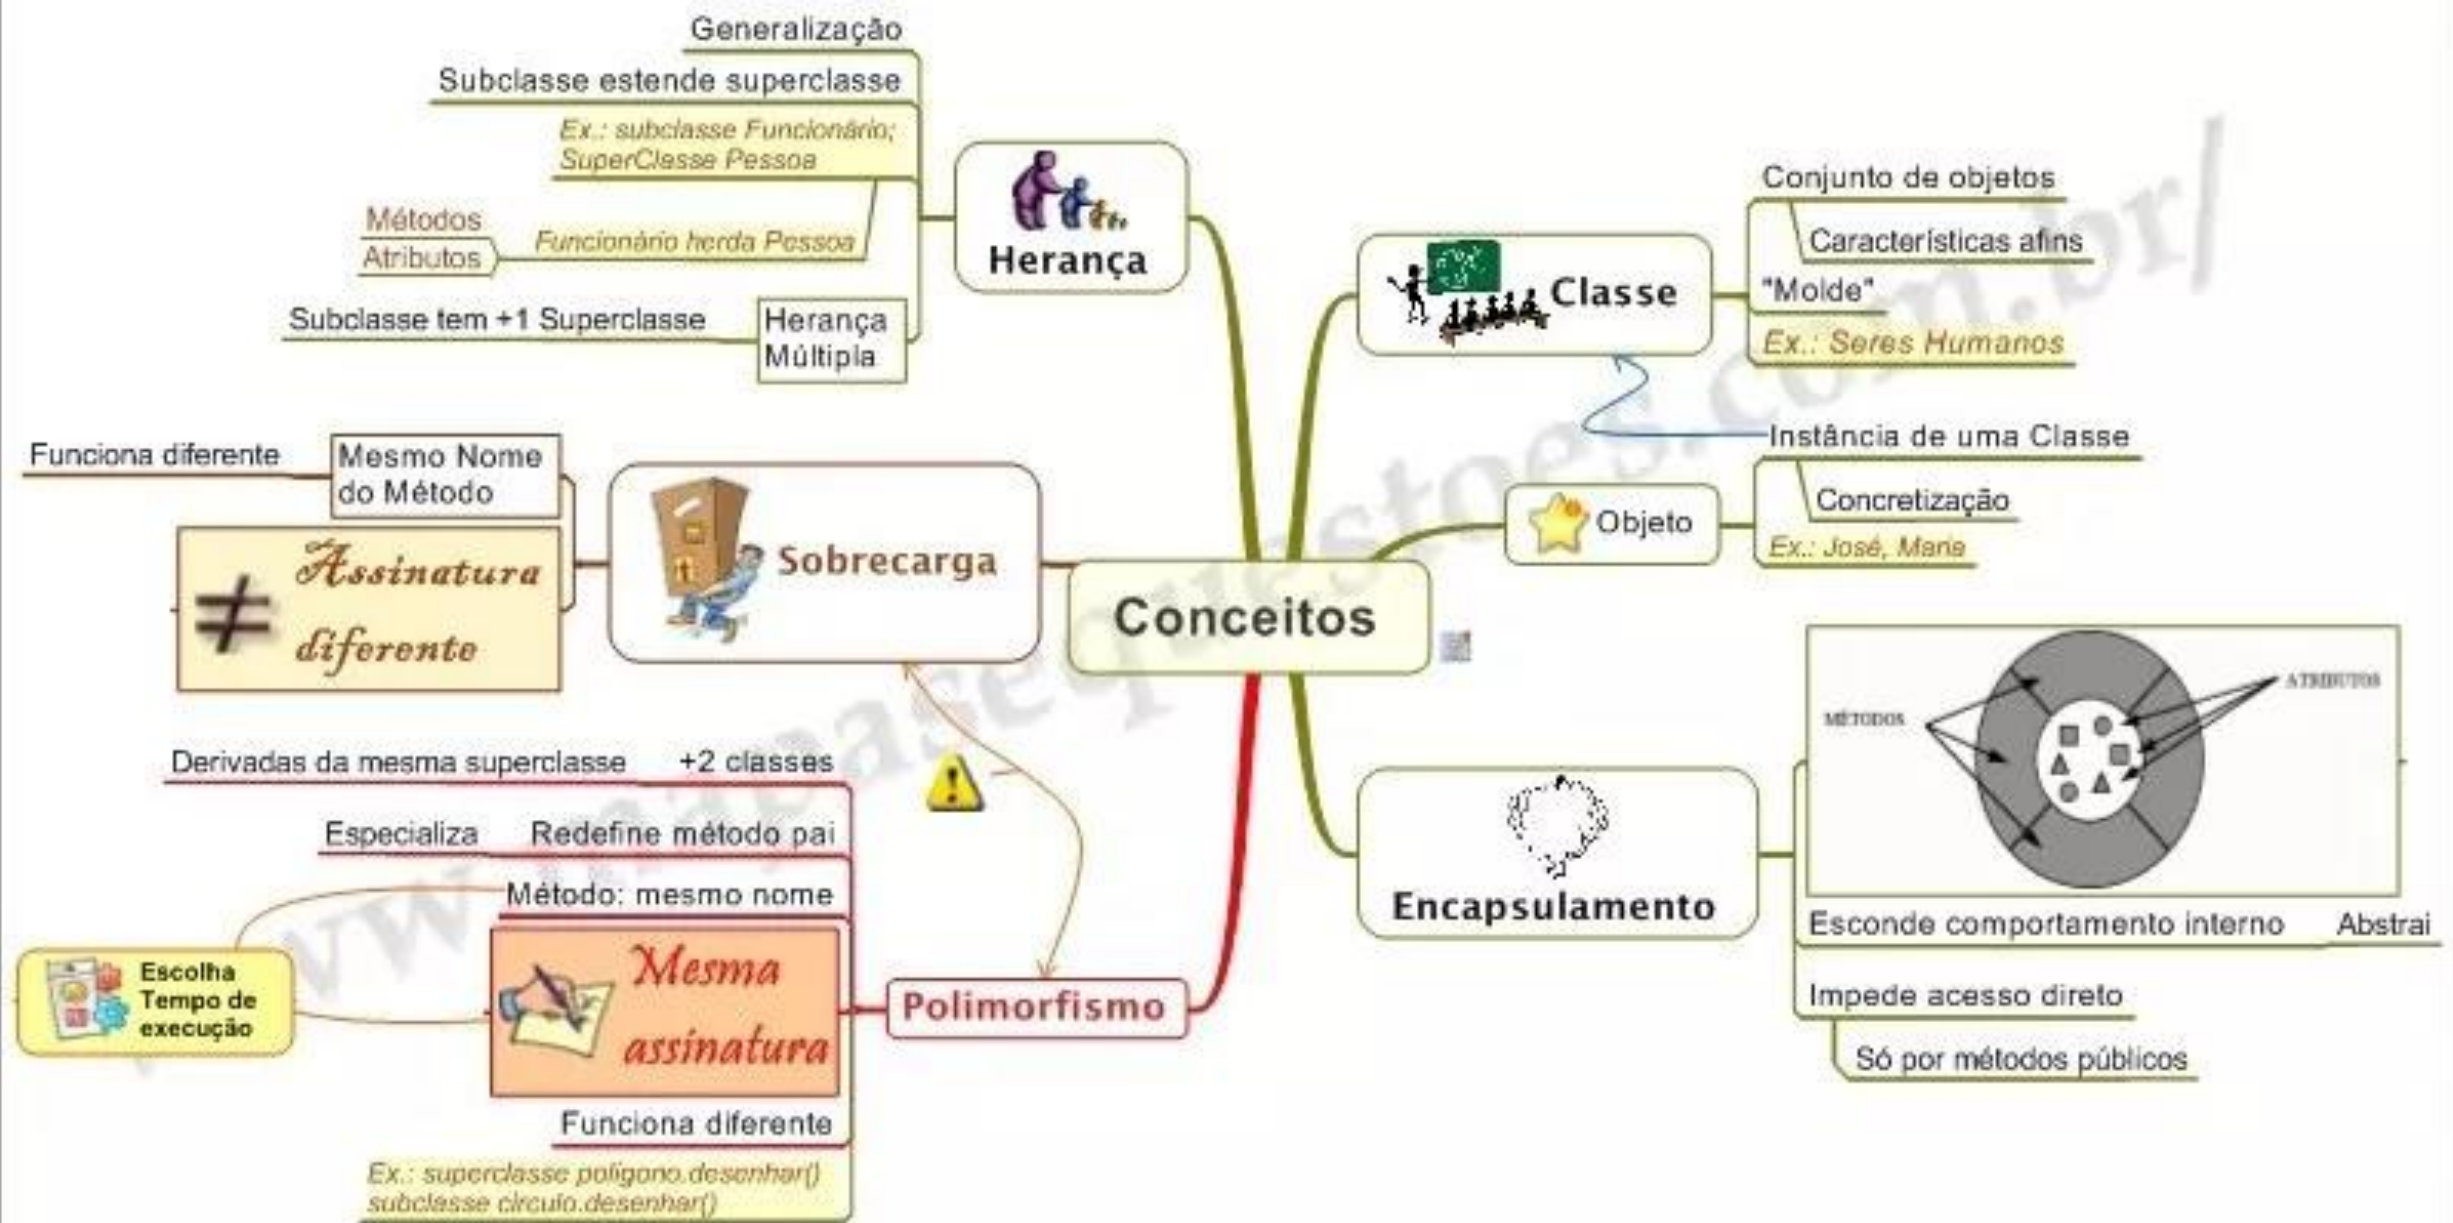 Generalização
Subclasse estende superclasse
Ex.: subclasse Funcionário;
SuperClasse Pessoa
Métodos
Atributos
Funcionário herda Pessoa
Subclasse tem +1 Superclasse
Herança
Múltipla
Herança
Funciona diferente
Mesmo Nome
do Método
≠
Assinatura
diferente
Sobrecarga
Conceitos
Derivadas da mesma superclasse +2 classes
Especializa Redefine método pai
Método: mesmo nome
Escolha
Tempo de
execução
Mesma
assinatura
Polimorfismo
Funciona diferente
Ex.: superclasse poligono.desenhar()
subclasse circulo.desenhar()
Classe
Conjunto de objetos
Características afins
"Molde"
Ex.: Seres Humanos
Objeto
Instância de uma Classe
Concretização
Ex.: José, Maria
Encapsulamento
MÉTODOS
ATRIBUTOS
Esconde comportamento interno Abstrai
Impede acesso direto
Só por métodos públicos
www.mapasequestoes.com.br/